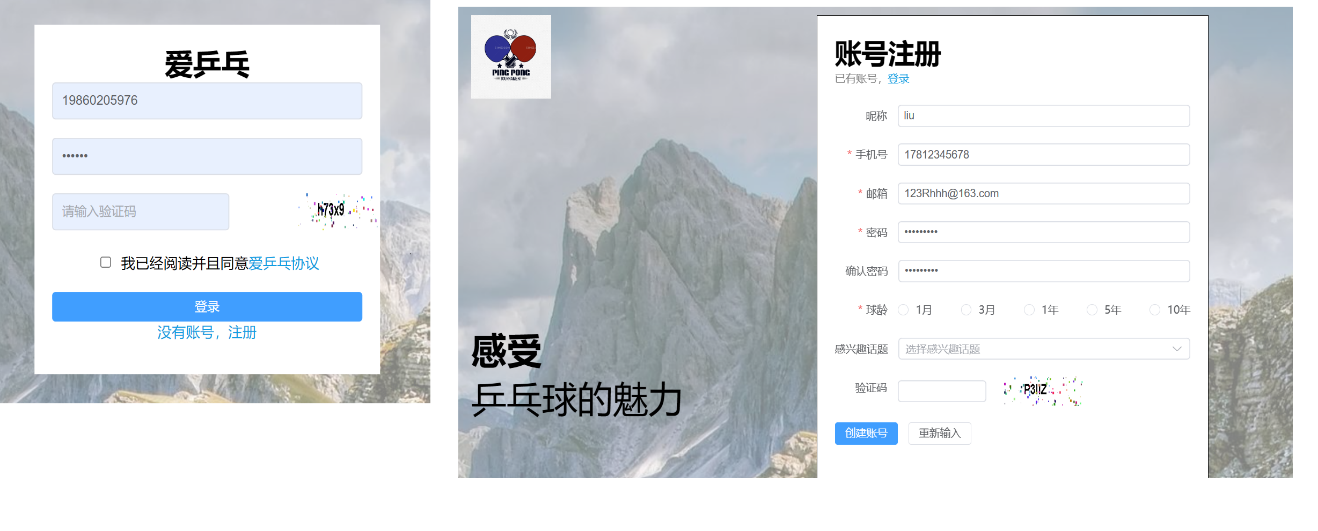 爱乒乓
19860205976
••••••
请输入验证码
h73x9
我已经阅读并且同意爱乒乓协议
登录
没有账号，注册
PING PONG
感受
乒乓球的魅力
账号注册
已有账号，登录
昵称 liu
* 手机号 17812345678
* 邮箱 123Rhhh@163.com
* 密码 •••••••••
确认密码 •••••••••
* 球龄 1月 3月 1年 5年 10年
感兴趣话题 选择感兴趣话题
验证码
创建账号 重新输入